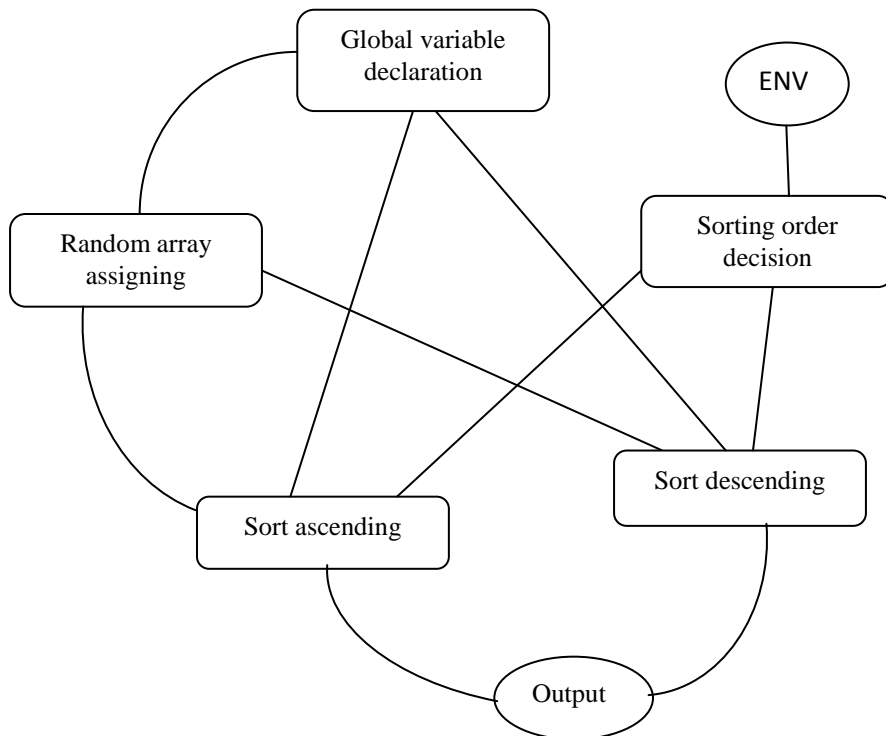 Global variable
declaration
ENV
Random array
assigning
Sorting order
decision
Sort descending
Sort ascending
Output